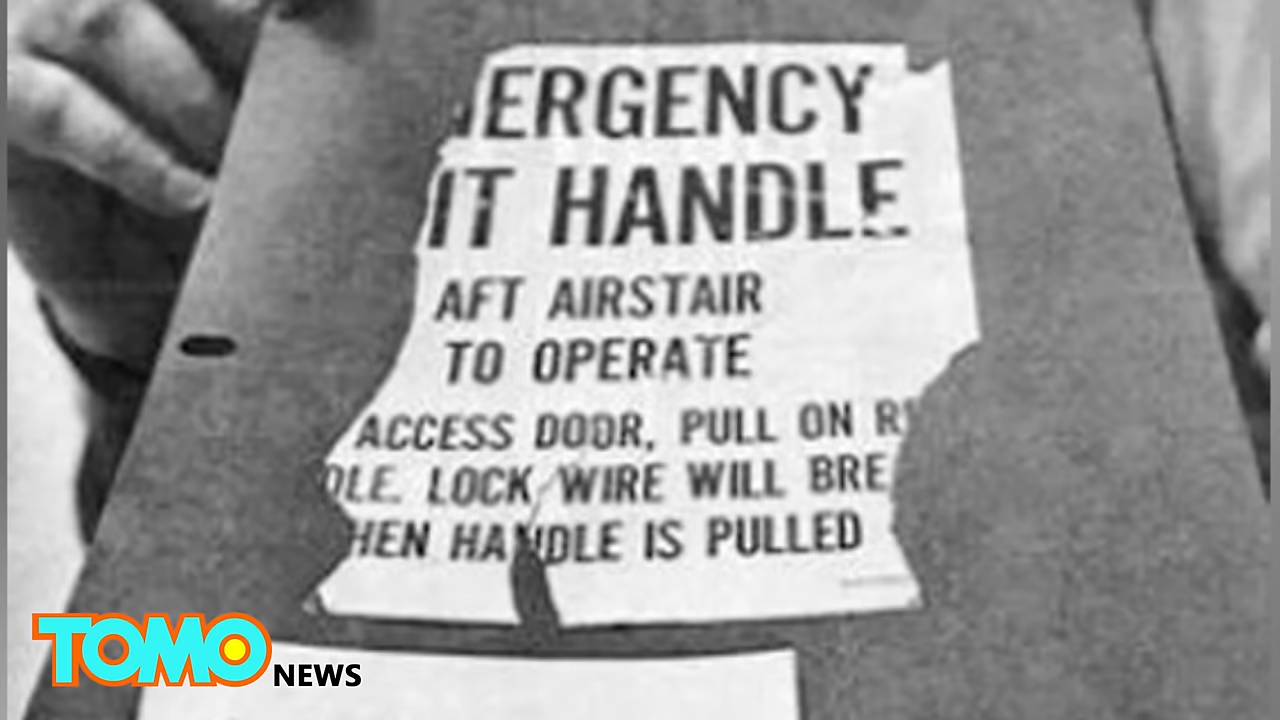 ERGENCY
IT HANDLE
AFT AIRSTAIR
TO OPERATE
ACCESS DOOR, PULL ON R
DLE. LOCK WIRE WILL BRE
HEN HANDLE IS PULLED
TOMO NEWS